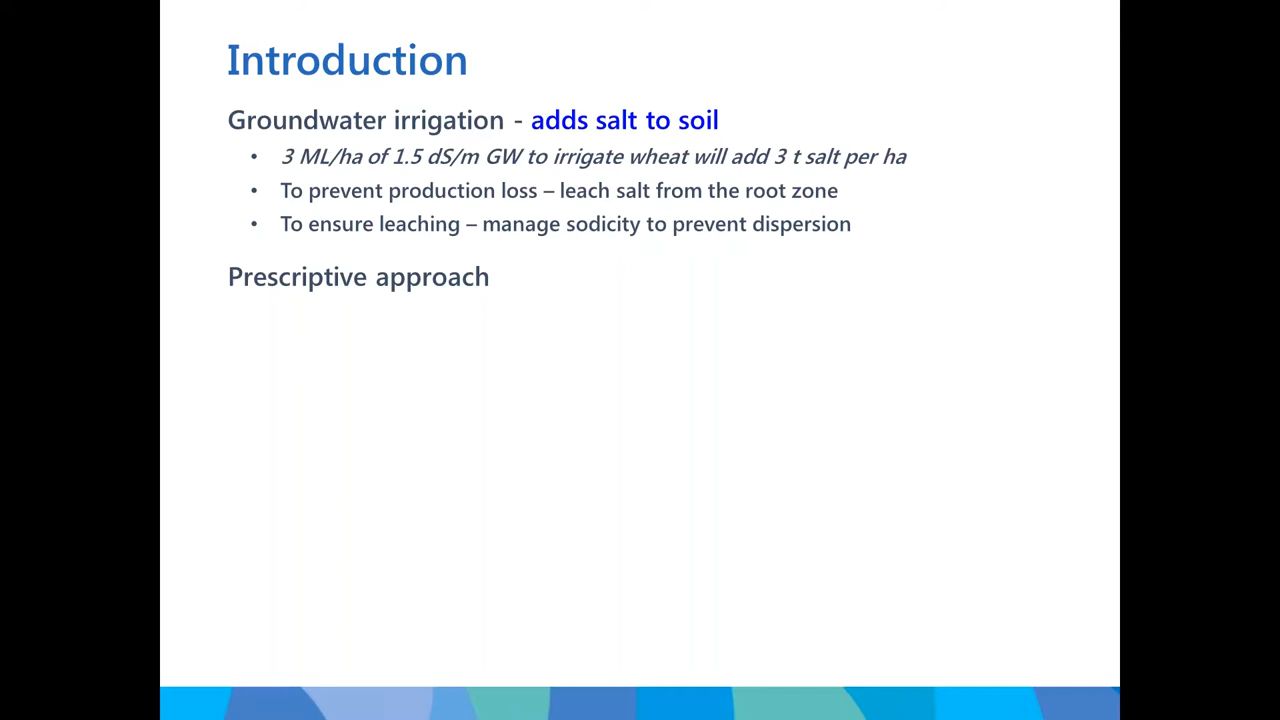 Introduction
Groundwater irrigation - adds salt to soil
• 3 ML/ha of 1.5 dS/m GW to irrigate wheat will add 3 t salt per ha
• To prevent production loss – leach salt from the root zone
• To ensure leaching – manage sodicity to prevent dispersion
Prescriptive approach